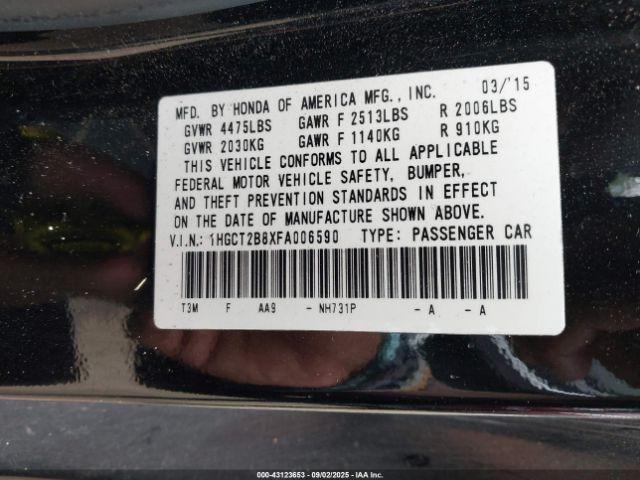 MFD. BY HONDA OF AMERICA MFG., INC. 03/'15
GVWR 4475LBS GAWR F 2513LBS R 2006LBS
GVWR 2030KG GAWR F 1140KG R 910KG
THIS VEHICLE CONFORMS TO ALL APPLICABLE
FEDERAL MOTOR VEHICLE SAFETY, BUMPER,
AND THEFT PREVENTION STANDARDS IN EFFECT
ON THE DATE OF MANUFACTURE SHOWN ABOVE.
V.I.N.: 1HGCT2B8XFA006590 TYPE: PASSENGER CAR
T3M F AA9 - NH731P - A - A
000-43123653 - 09/02/2025 - IAA Inc.